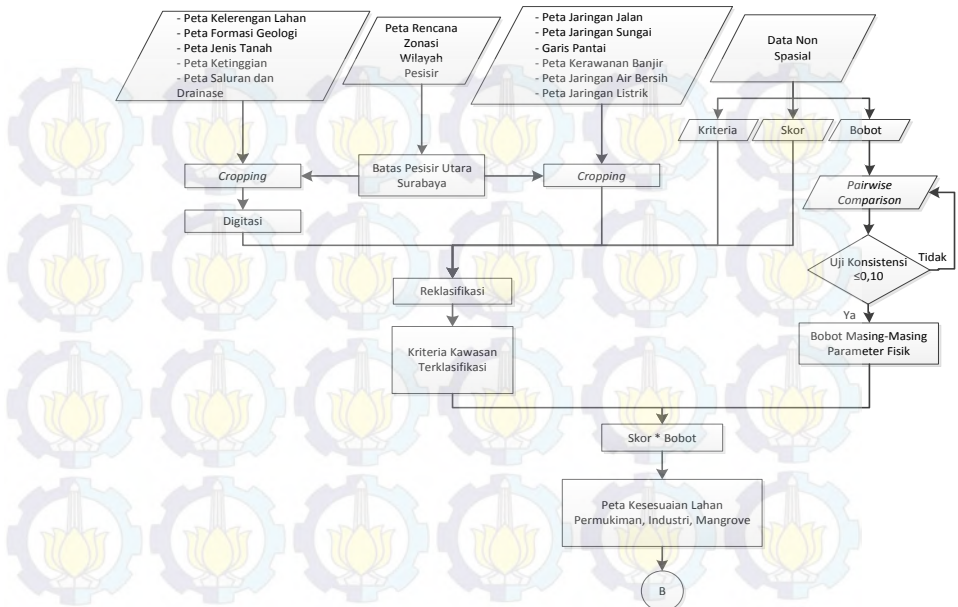 - Peta Kelerengan Lahan
- Peta Formasi Geologi
- Peta Jenis Tanah
- Peta Ketinggian
- Peta Saluran dan
Drainase
Peta Rencana
Zonasi
Wilayah
Pesisir
- Peta Jaringan Jalan
- Peta Jaringan Sungai
- Garis Pantai
- Peta Kerawanan Banjir
- Peta Jaringan Air Bersih
- Peta Jaringan Listrik
Data Non
Spasial
Kriteria
Skor
Bobot
Cropping
Batas Pesisir Utara
Surabaya
Cropping
Pairwise
Comparison
Digitasi
Uji Konsistensi
≤0,10
Tidak
Ya
Reklasifikasi
Bobot Masing-Masing
Parameter Fisik
Kriteria Kawasan
Terklasifikasi
Skor * Bobot
Peta Kesesuaian Lahan
Permukiman, Industri, Mangrove
B